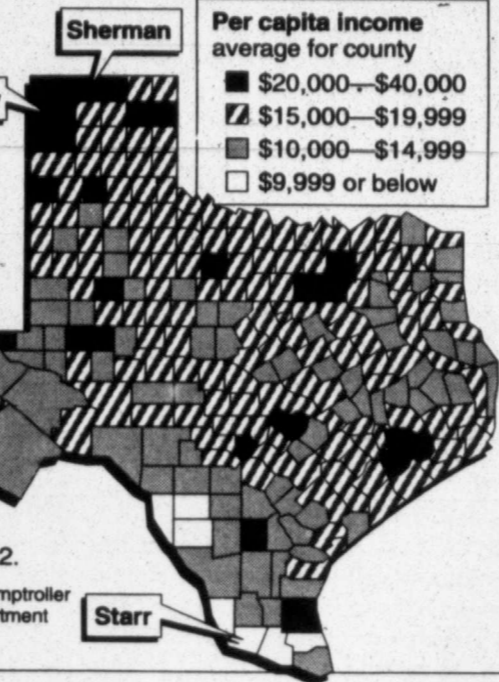 Sherman
Per capita income
average for county
$20,000—$40,000
$15,000—$19,999
$10,000—$14,999
$9,999 or below
2.
mptroller
tment
Starr